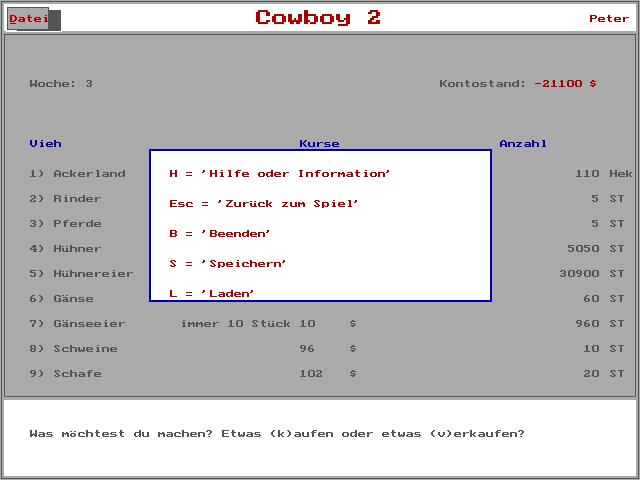 Datei Cowboy 2 Peter
Woche: 3 Kontostand: -21100 $
Vieh Kurse Anzahl
1) Ackerland 110 Hek
H = 'Hilfe oder Information'
2) Rinder 5 ST
Esc = 'Zurück zum Spiel'
3) Pferde 5 ST
B = 'Beenden'
4) Hühner 5050 ST
S = 'Speichern'
5) Hühnereier 30900 ST
L = 'Laden'
6) Gänse 60 ST
7) Gänseeier immer 10 Stück 10 $ 960 ST
8) Schweine 96 $ 10 ST
9) Schafe 102 $ 20 ST
Was möchtest du machen? Etwas (k)aufen oder etwas (v)erkaufen?